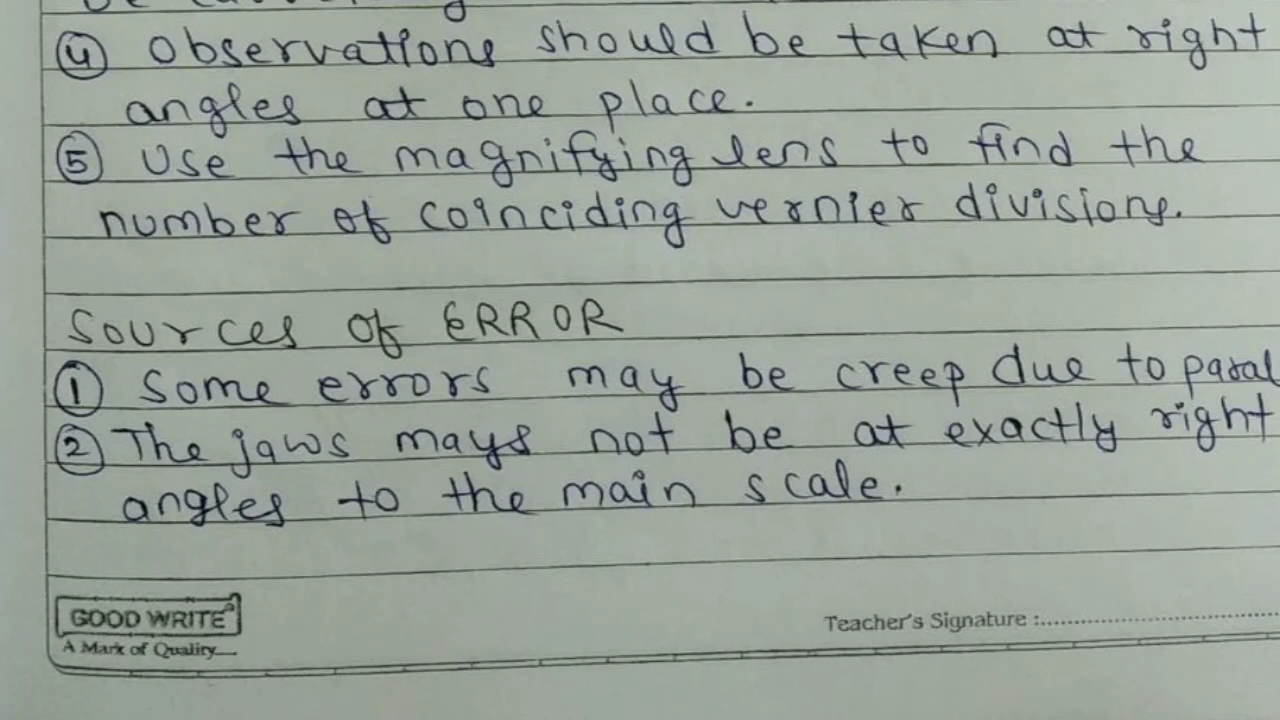 ④ Observations should be taken at right
angles at one place.
⑤ Use the magnifying lens to find the
number of coinciding vernier divisions.
Sources of ERROR
① Some errors may be creep due to paral
② The jaws mays not be at exactly right
angles to the main scale.
GOOD WRITE
A Mark of Quality
Teacher's Signature :